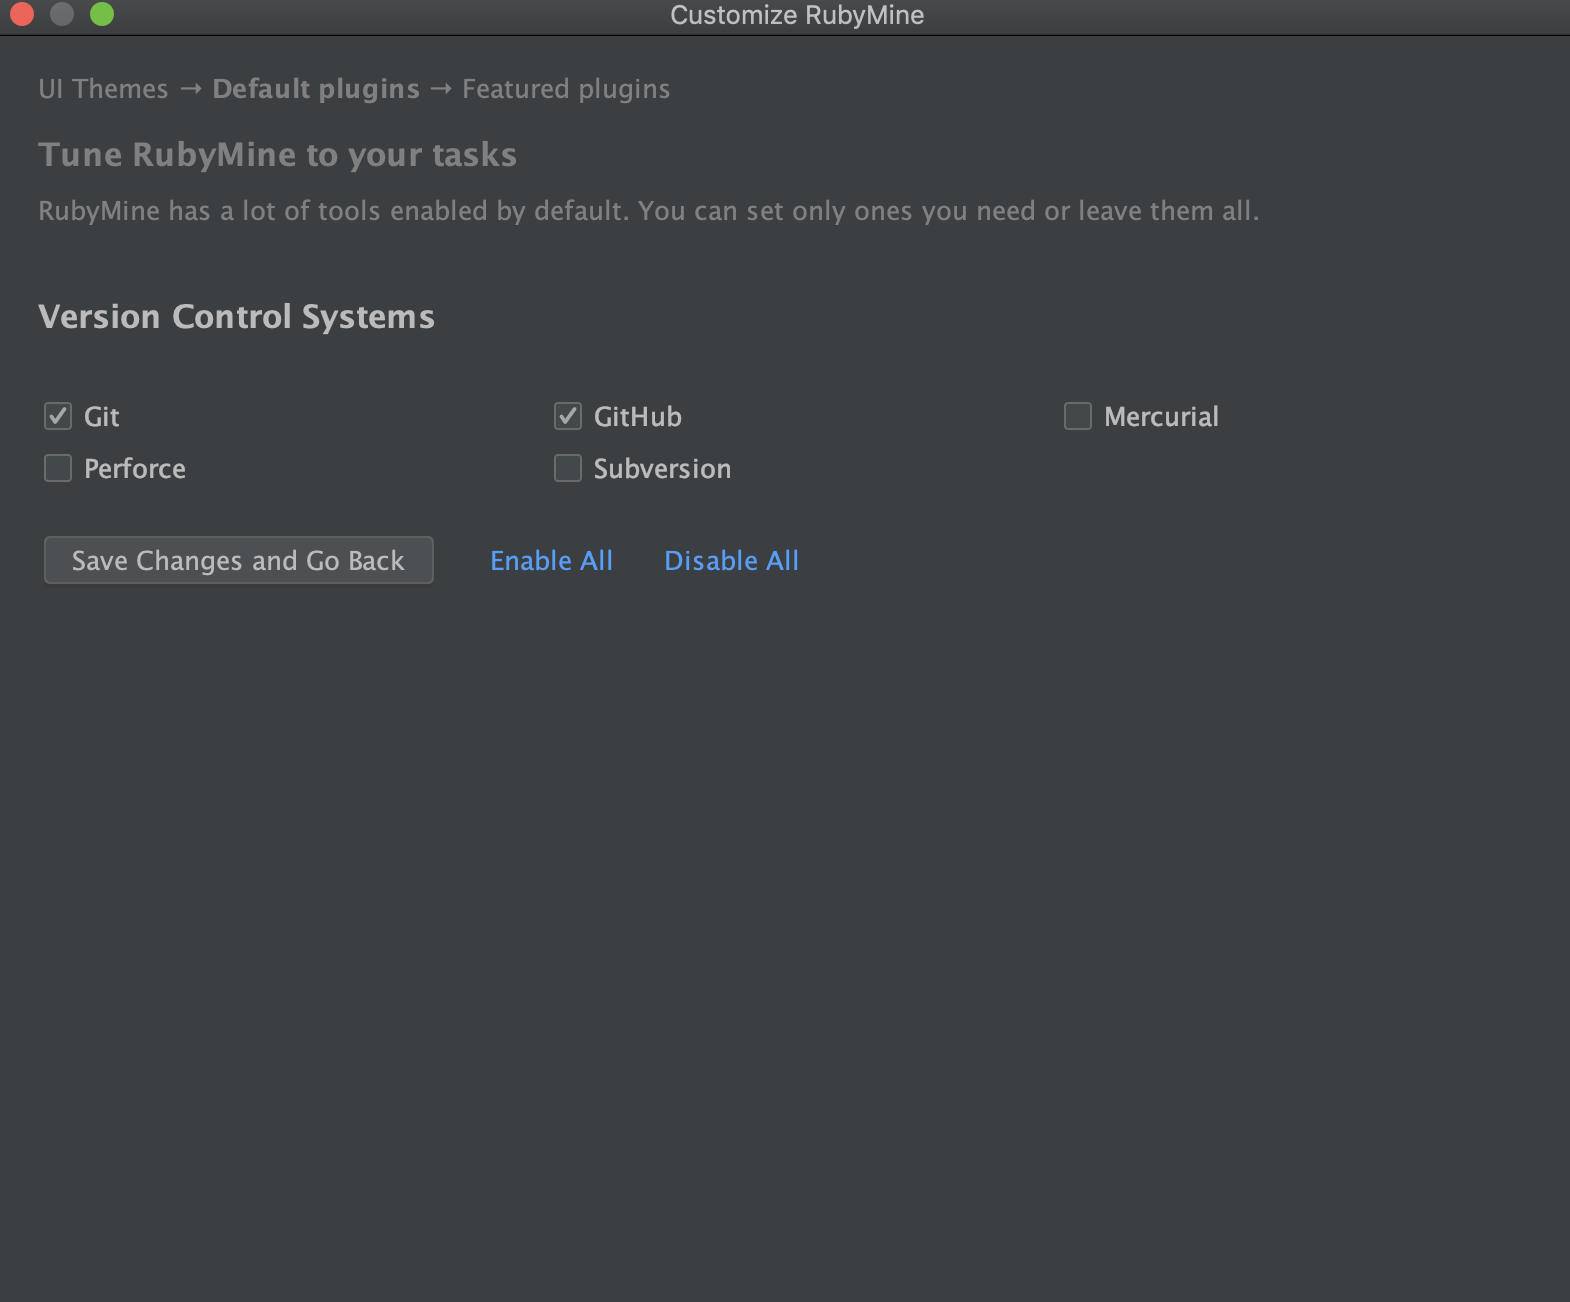 Customize RubyMine
UI Themes → Default plugins → Featured plugins
Tune RubyMine to your tasks
RubyMine has a lot of tools enabled by default. You can set only ones you need or leave them all.
Version Control Systems
Git GitHub Mercurial
Perforce Subversion
Save Changes and Go Back Enable All Disable All